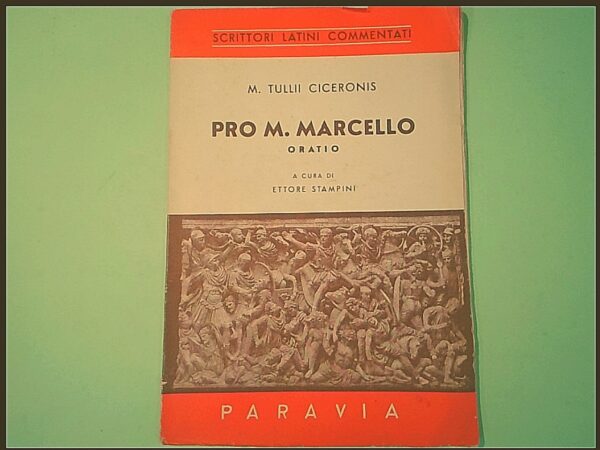 SCRITTORI LATINI COMMENTATI
M. TULLII CICERONIS
PRO M. MARCELLO
ORATIO
A CURA DI
ETTORE STAMPINI
PARAVIA